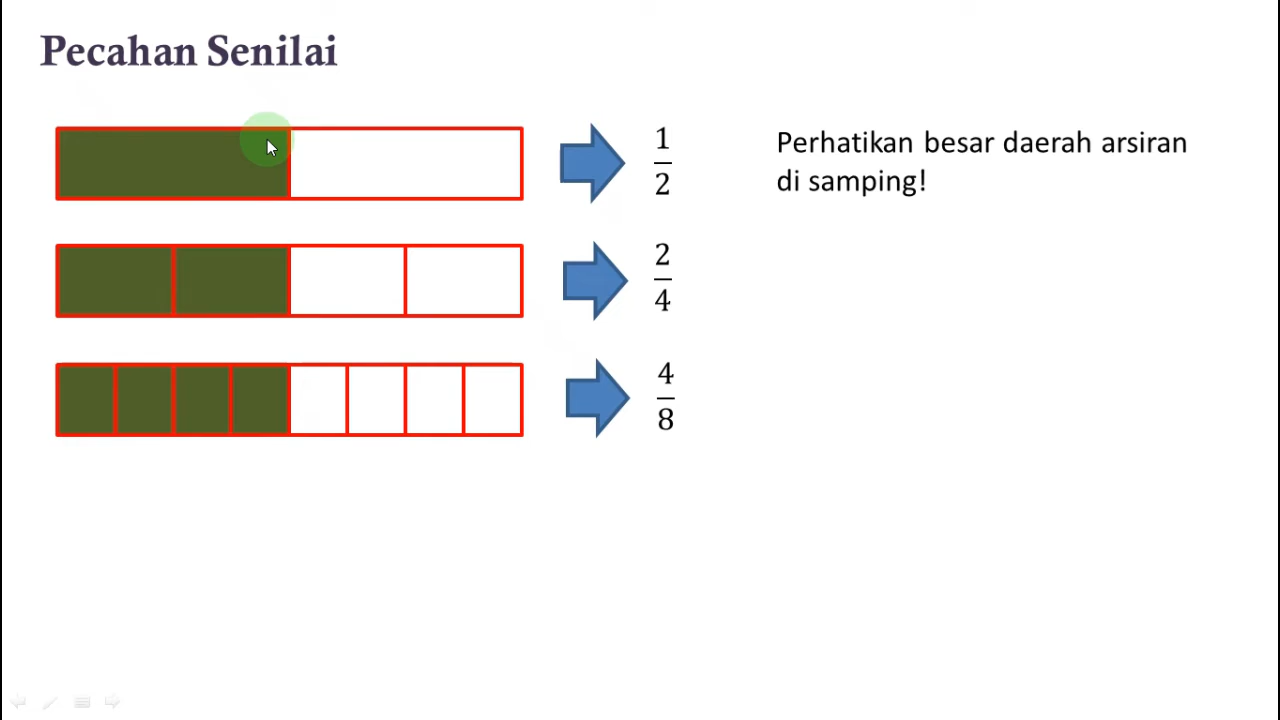 Pecahan Senilai
1
2
Perhatikan besar daerah arsiran
di samping!
2
4
4
8